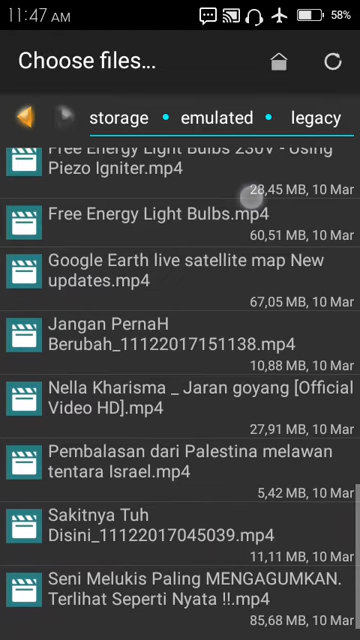 11:47 AM
58%
Choose files...
storage • emulated • legacy
Free Energy Light Bulbs 230V - Using
Piezo Igniter.mp4
28,45 MB, 10 Mar
Free Energy Light Bulbs.mp4
60,51 MB, 10 Mar
Google Earth live satellite map New
updates.mp4
67,05 MB, 10 Mar
Jangan PernaH
Berubah_11122017151138.mp4
10,88 MB, 10 Mar
Nella Kharisma _ Jaran goyang [Official
Video HD].mp4
27,91 MB, 10 Mar
Pembalasan dari Palestina melawan
tentara Israel.mp4
5,42 MB, 10 Mar
Sakitnya Tuh
Disini_11122017045039.mp4
11,11 MB, 10 Mar
Seni Melukis Paling MENGAGUMKAN.
Terlihat Seperti Nyata !!.mp4
85,68 MB, 10 Mar